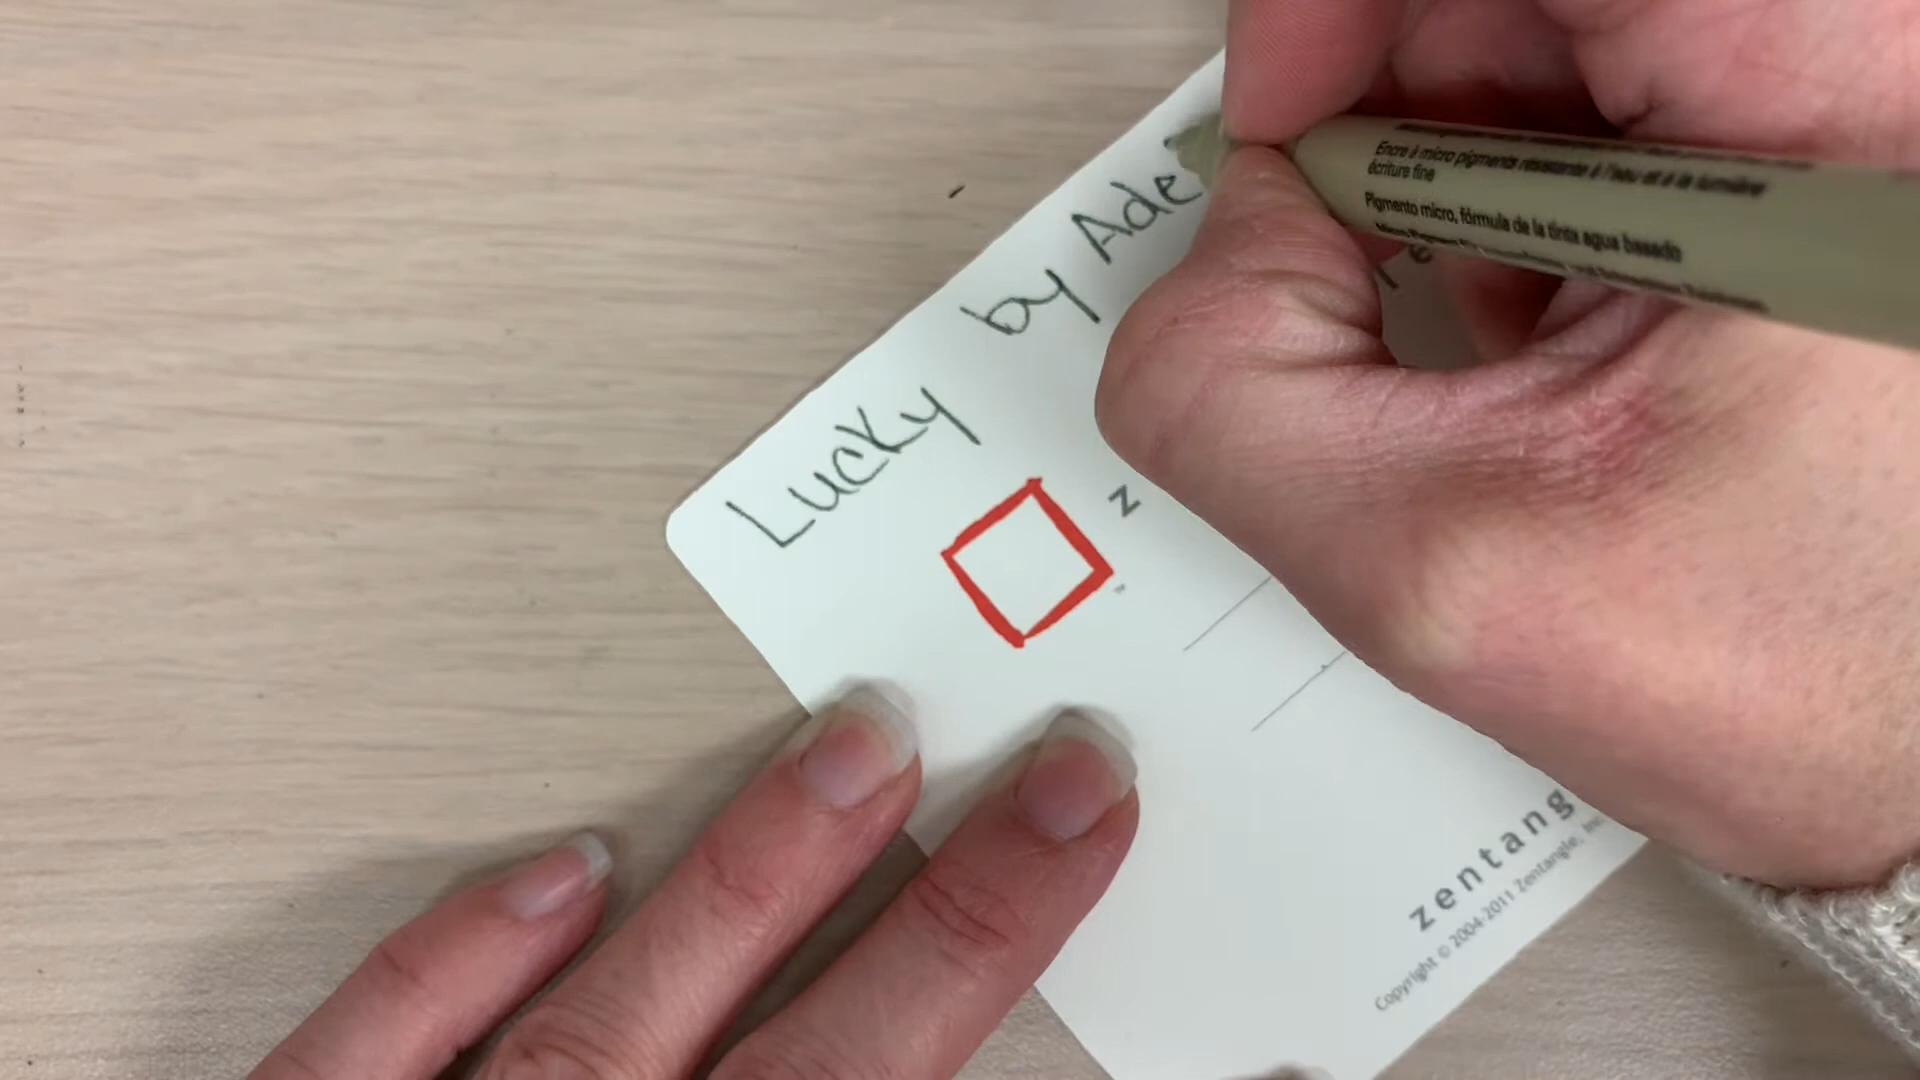 Lucky by Ade
Z
zentang
Copyright © 2004-2011 Zentangle, Inc.
Encre à micro pigments résistante à l'eau et à la lumière
écriture fine
Pigmento micro, fórmula de la tinta agua basado